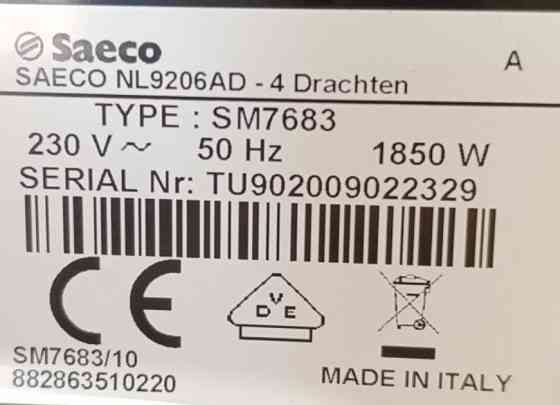 Saeco
A
SAECO NL9206AD - 4 Drachten
TYPE : SM7683
230 V ~ 50 Hz 1850 W
SERIAL Nr: TU902009022329
CE
D V E
SM7683/10
882863510220
MADE IN ITALY